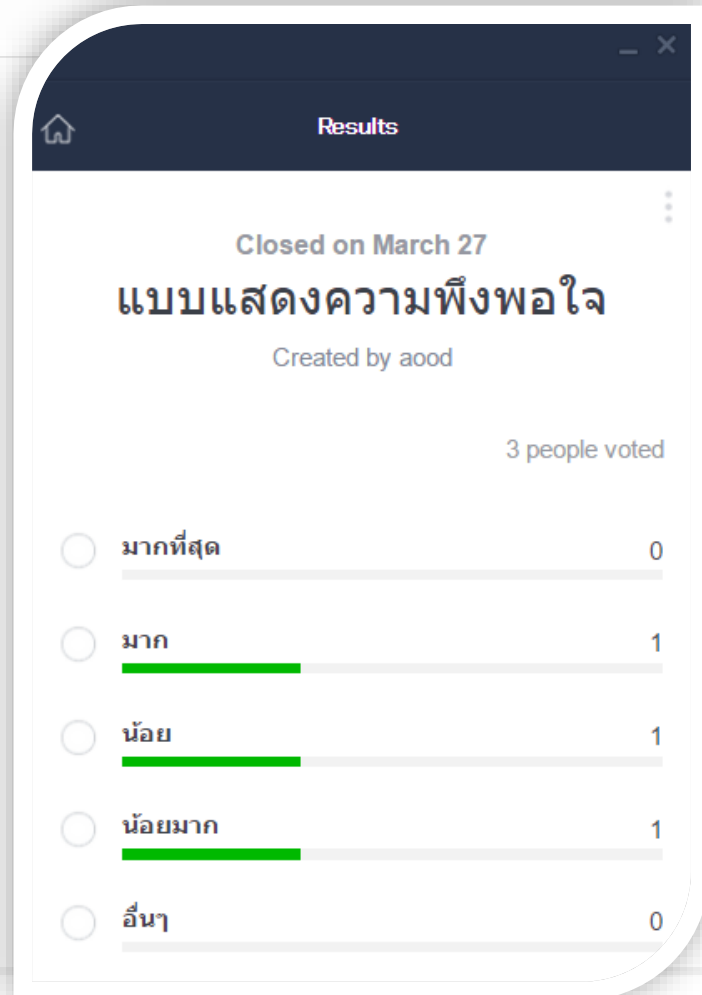 Results
Closed on March 27
แบบแสดงความพึงพอใจ
Created by aood
3 people voted
มากที่สุด 0
มาก 1
น้อย 1
น้อยมาก 1
อื่นๆ 0